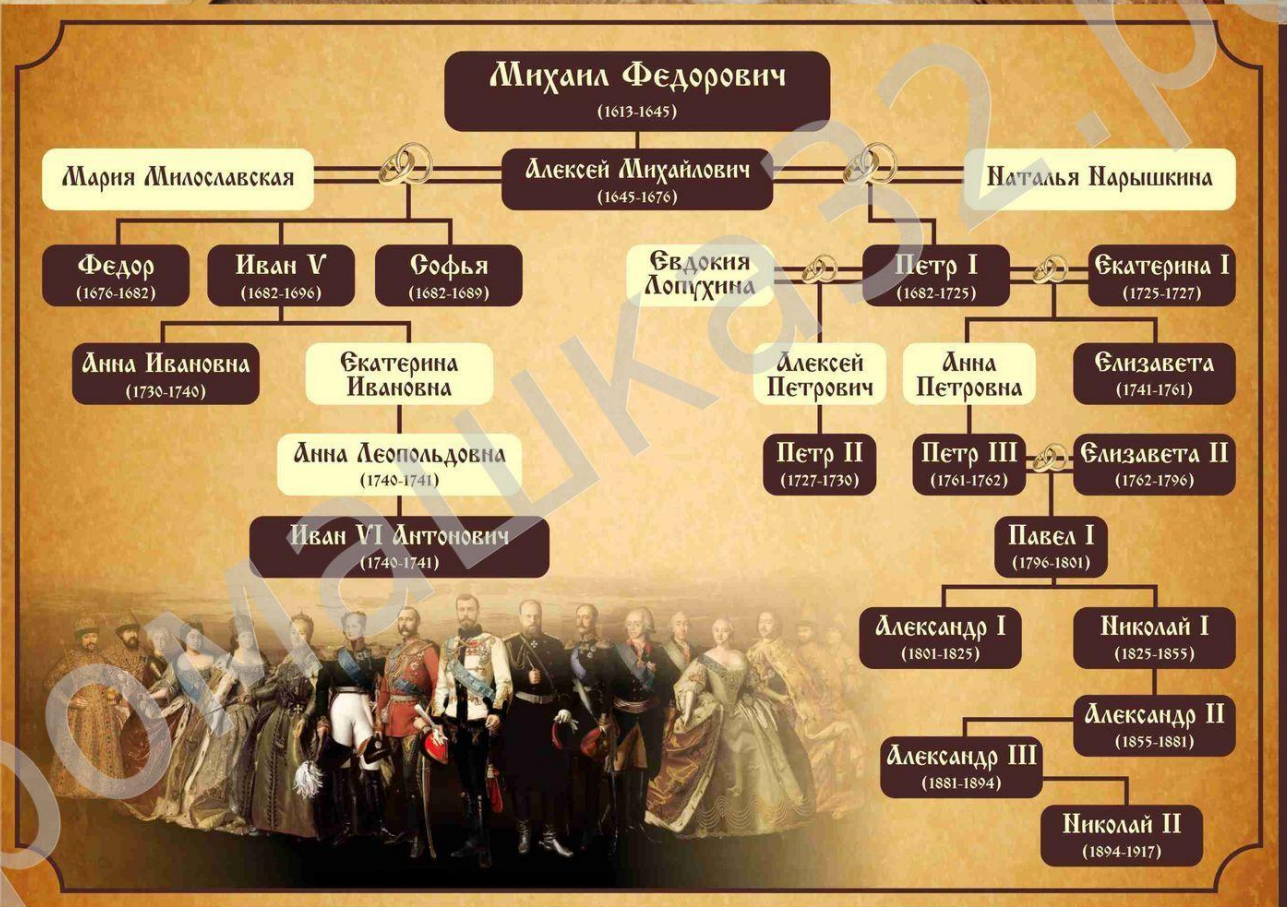 Михаил Федорович
(1613-1645)
Мария Милославская
Алексей Михайлович
(1645-1676)
Наталья Нарышкина
Федор
(1676-1682)
Иван V
(1682-1696)
Софья
(1682-1689)
Евдокия
Лопухина
Петр I
(1682-1725)
Екатерина I
(1725-1727)
Анна Ивановна
(1730-1740)
Екатерина
Ивановна
Алексей
Петрович
Анна
Петровна
Елизавета
(1741-1761)
Анна Леопольдовна
(1740-1741)
Петр II
(1727-1730)
Петр III
(1761-1762)
Елизавета II
(1762-1796)
Иван VI Антонович
(1740-1741)
Павел I
(1796-1801)
Александр I
(1801-1825)
Николай I
(1825-1855)
Александр II
(1855-1881)
Александр III
(1881-1894)
Николай II
(1894-1917)
ромашка32.р